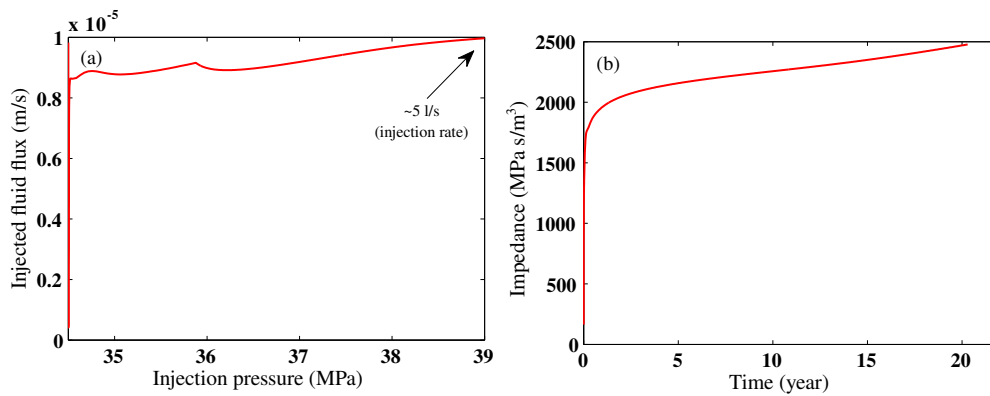 1 x 10^-5
(a)
1
0.8
0.6
0.4
0.2
0
Injected fluid flux (m/s)
~5 l/s
(injection rate)
35
36
37
38
39
Injection pressure (MPa)
(b)
2500
2000
1500
1000
500
0
Impedance (MPa s/m³)
0
5
10
15
20
Time (year)